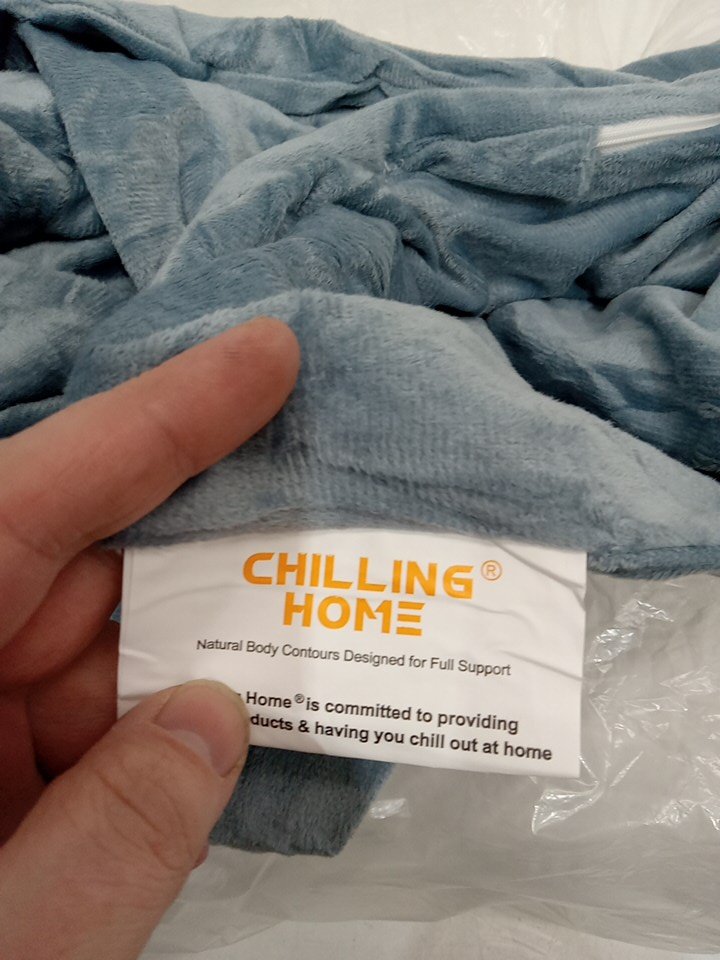 CHILLING®
HOME
Natural Body Contours Designed for Full Support
Home® is committed to providing
& having you chill out at home